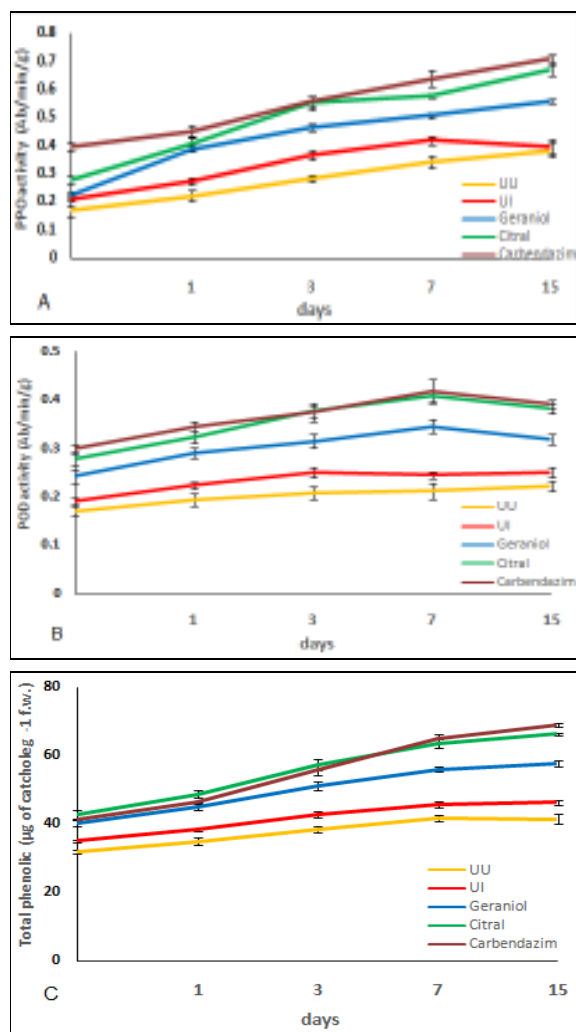 PPO activity (Ab/min/g)
0.8
0.7
0.6
0.5
0.4
0.3
0.2
0.1
0
UU
UI
Geraniol
Citral
Carbendazim
1
3
7
15
days
A
POD activity (Ab/min/g)
0.5
0.4
0.3
0.2
0.1
0
UU
UI
Geraniol
Citral
Carbendazim
1
3
7
15
days
B
Total phenolic (µg of catcholeg -1 f.w.)
80
60
40
20
0
UU
UI
Geraniol
Citral
Carbendazim
1
3
7
15
days
C